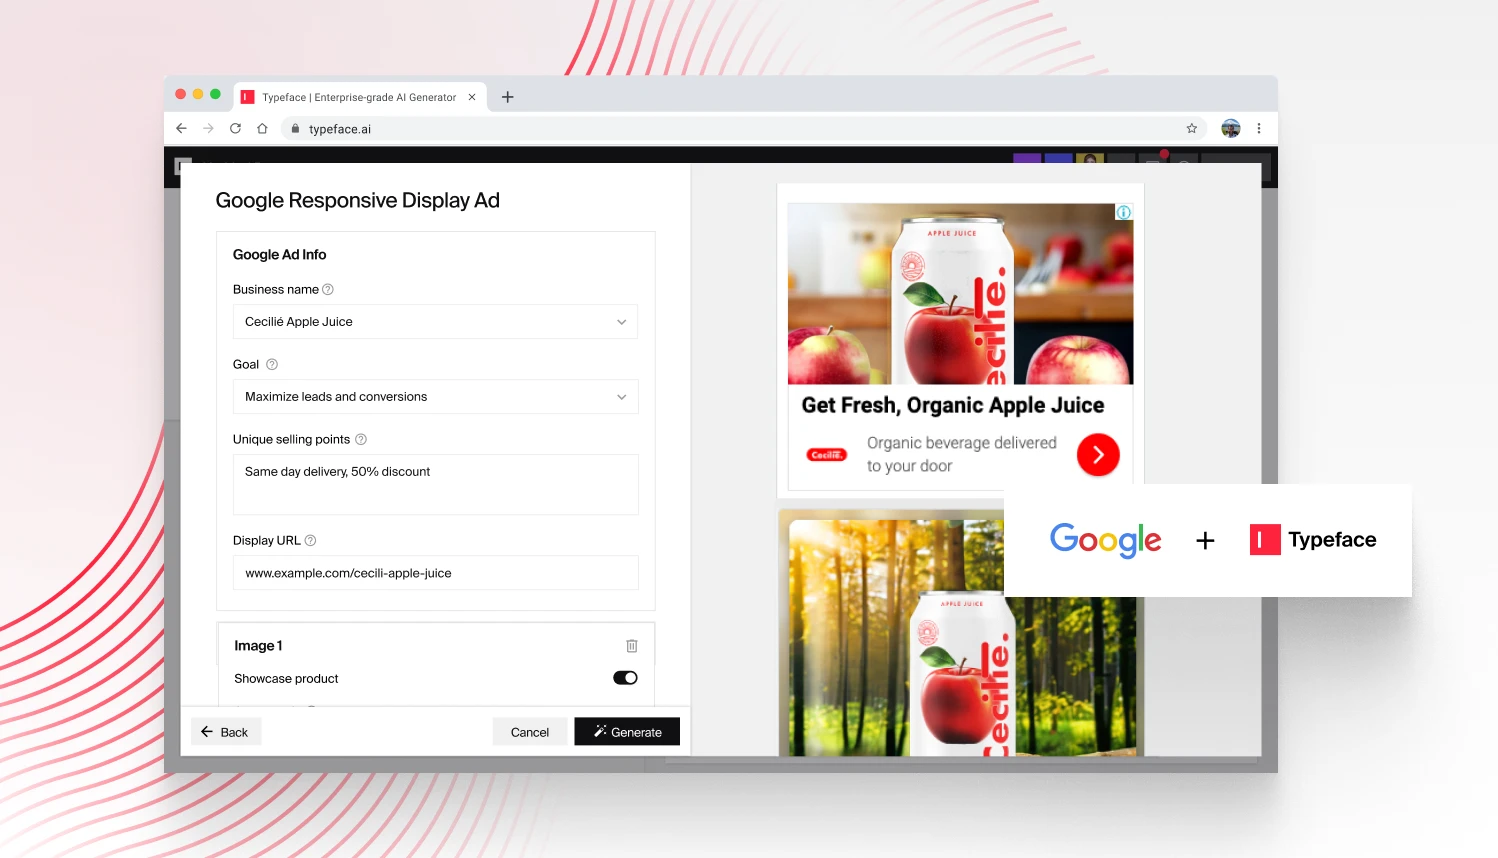 Typeface | Enterprise-grade AI Generator
typeface.ai
Google Responsive Display Ad
Google Ad Info
Business name
Cecilié Apple Juice
Goal
Maximize leads and conversions
Unique selling points
Same day delivery, 50% discount
Display URL
www.example.com/cecili-apple-juice
Image 1
Showcase product
Back
Cancel
Generate
APPLE JUICE
Cecilie.
Get Fresh, Organic Apple Juice
Cecilie.
Organic beverage delivered
to your door
Google + Typeface
APPLE JUICE
Cecilie.